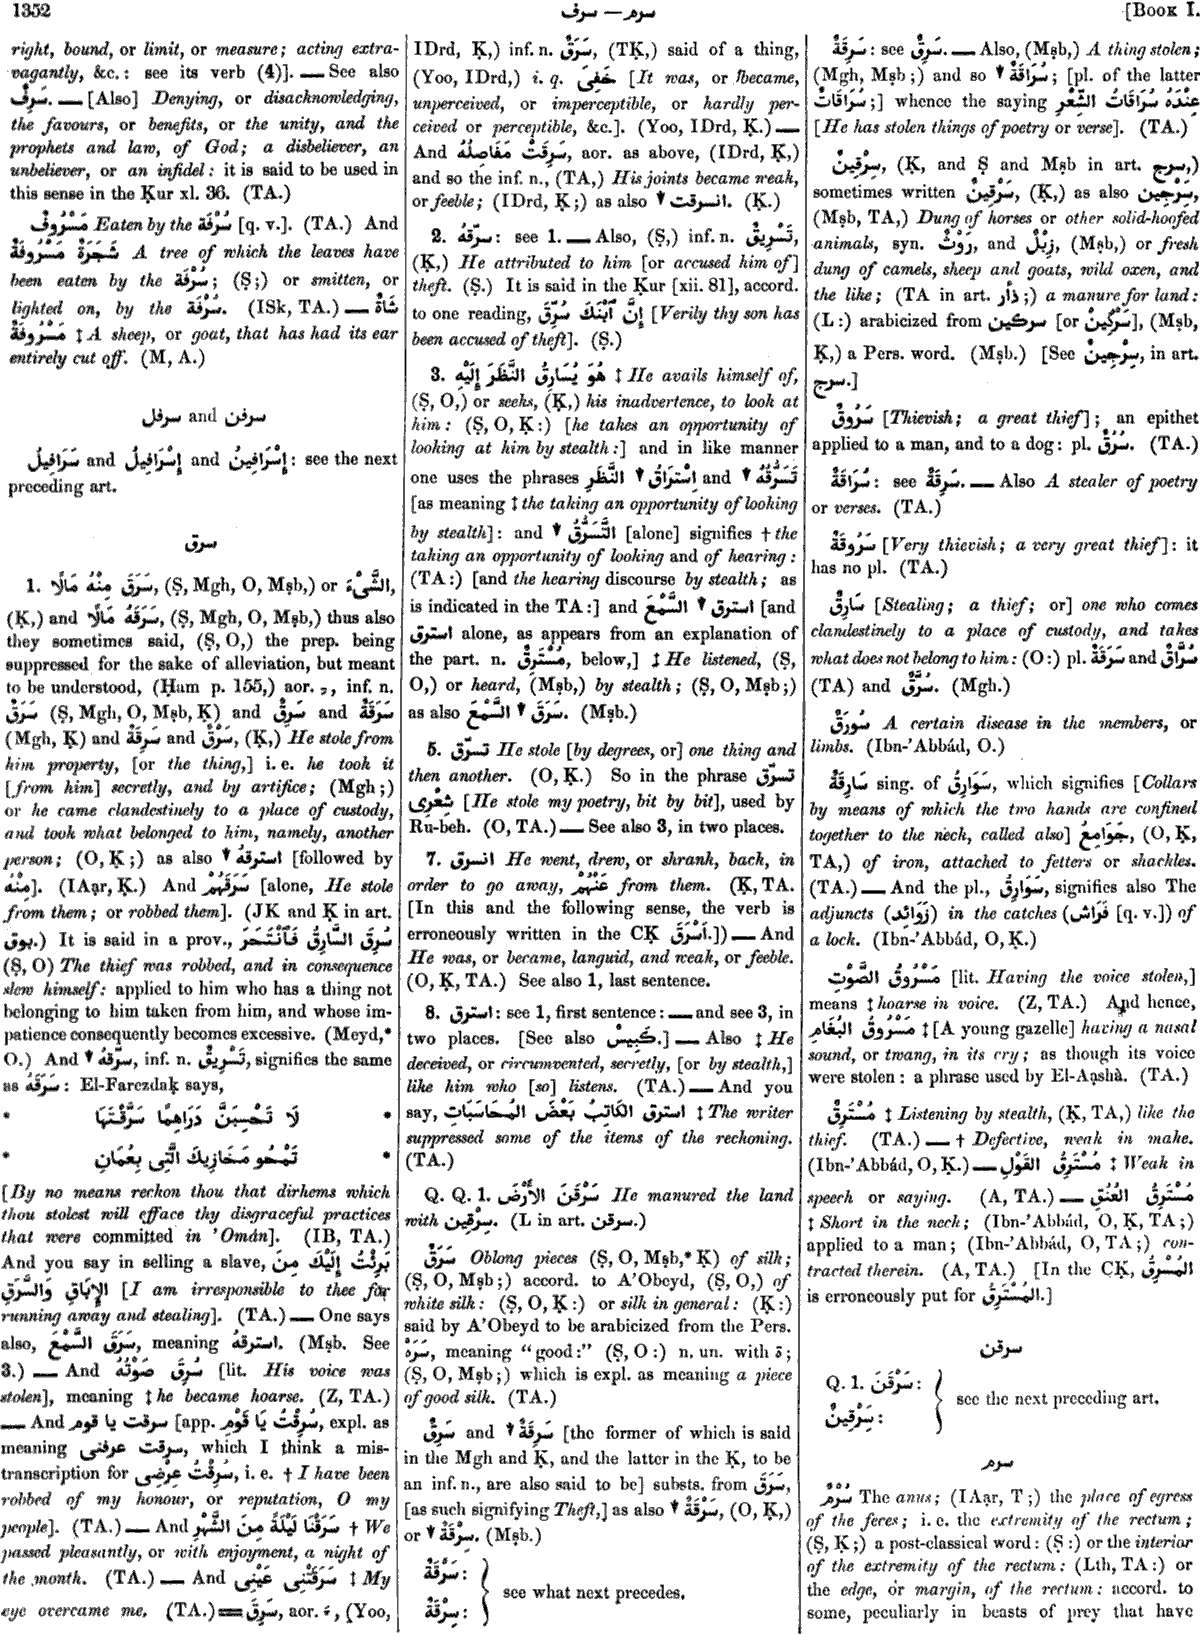 1352
سرم — سرف
[Book I.
right, bound, or limit, or measure; acting extra-
vagantly, &c.: see its verb (4)]. — See also
سَرِفٌ. — [Also] Denying, or disacknowledging,
the favours, or benefits, or the unity, and the
prophets and law, of God; a disbeliever, an
unbeliever, or an infidel: it is said to be used in
this sense in the Ḳur xl. 36. (TA.)
مَسْرُوفٌ Eaten by the سُرْفَة [q. v.]. (TA.) And
شَجَرَةٌ مَسْرُوفَةٌ A tree of which the leaves have
been eaten by the سُرْفَة; (Ṣ;) or smitten, or
lighted on, by the سُرْفَة. (ISk, TA.) — شَاةٌ
مَسْرُوفَةٌ ‡ A sheep, or goat, that has had its ear
entirely cut off. (M, A.)
سرفن and سرفل
إِسْرَافِينُ and إِسْرَافِيلُ and سَرَافِيلُ: see the next
preceding art.
سرق
1. سَرَقَ مِنْهُ مَالًا, (Ṣ, Mgh, O, Mṣb,) or الشَّىْءَ,
(Ḳ,) and سَرَقَهُ مَالًا, (Ṣ, Mgh, O, Mṣb,) thus also
they sometimes said, (Ṣ, O,) the prep. being
suppressed for the sake of alleviation, but meant
to be understood, (Ḥam p. 155,) aor. ـِ, inf. n.
سَرَقٌ (Ṣ, Mgh, O, Mṣb, Ḳ) and سَرِقٌ and سَرَقَةٌ
(Mgh, Ḳ) and سَرِقَةٌ and سَرْقٌ, (Ḳ,) He stole from
him property, [or the thing,] i. e. he took it
[from him] secretly, and by artifice; (Mgh;)
or he came clandestinely to a place of custody,
and took what belonged to him, namely, another
person; (O, Ḳ;) as also ▼ استرقهُ [followed by
مِنْهُ]. (IAạr, Ḳ.) And سَرَقَهُمْ [alone, He stole
from them; or robbed them]. (JK and Ḳ in art.
بوق.) It is said in a prov., سُرِقَ السَّارِقُ فَٱنْتَحَرَ
(Ṣ, O) The thief was robbed, and in consequence
slew himself: applied to him who has a thing not
belonging to him taken from him, and whose im-
patience consequently becomes excessive. (Meyd,*
O.) And ▼ سرّقهُ, inf. n. تَسْرِيقٌ, signifies the same
as سَرَقَهُ: El-Farezdaḳ says,
* لَا تَحْسِبَنَّ دَرَاهِمًا سَرَّقْتَهَا *
* تَمْحُو مَخَازِيكَ الَّتِى بِعُمَانِ *
[By no means reckon thou that dirhems which
thou stolest will efface thy disgraceful practices
that were committed in 'Omán]. (IB, TA.)
And you say in selling a slave, بَرِئْتُ إِلَيْكَ مِنَ
الإِبَاقِ وَالسَّرَقِ [I am irresponsible to thee for
running away and stealing]. (TA.) — One says
also, سَرَقَ السَّمْعَ, meaning استرقهُ. (Mṣb. See
3.) — And سُرِقَ صَوْتُهُ [lit. His voice was
stolen], meaning ‡ he became hoarse. (Z, TA.)
— And سرقت يا قوم [app. سُرِقْتُ يَا قَوْمِ, expl. as
meaning سرقت عرفنى, which I think a mis-
transcription for سُرِقْتُ عِرْضِى, i. e. † I have been
robbed of my honour, or reputation, O my
people]. (TA.) — And سَرَقْنَا لَيْلَةً مِنَ الشَّهْرِ † We
passed pleasantly, or with enjoyment, a night of
the month. (TA.) — And سَرَقَتْنِى عَيْنِى ‡ My
eye overcame me. (TA.) = سَرِقَ, aor. ـَ, (Yoo,
IDrd, Ḳ,) inf. n. سَرَقٌ, (TḲ,) said of a thing,
(Yoo, IDrd,) i. q. خَفِىَ [It was, or became,
unperceived, or imperceptible, or hardly per-
ceived or perceptible, &c.]. (Yoo, IDrd, Ḳ.) —
And سَرِقَتْ مَفَاصِلُهُ, aor. as above, (IDrd, Ḳ,)
and so the inf. n., (TA,) His joints became weak,
or feeble; (IDrd, Ḳ;) as also ▼ انسرقت. (Ḳ.)
2. سرّقهُ: see 1. — Also, (Ṣ,) inf. n. تَسْرِيقٌ,
(Ḳ,) He attributed to him [or accused him of]
theft. (Ṣ.) It is said in the Ḳur [xii. 81], accord.
to one reading, إِنَّ ٱبْنَكَ سُرِّقَ [Verily thy son has
been accused of theft]. (Ṣ.)
3. هُوَ يُسَارِقُ النَّظَرَ إِلَيْهِ ‡ He avails himself of,
(Ṣ, O,) or seeks, (Ḳ,) his inadvertence, to look at
him: (Ṣ, O, Ḳ:) [he takes an opportunity of
looking at him by stealth:] and in like manner
one uses the phrases اِسْتِرَاقُ ▼ النَّظَرِ and ▼ تَسَرُّقُهُ
[as meaning ‡ the taking an opportunity of looking
by stealth]: and ▼ التَّسَرُّقُ [alone] signifies † the
taking an opportunity of looking and of hearing:
(TA:) [and the hearing discourse by stealth; as
is indicated in the TA:] and استرق ▼ السَّمْعَ [and
استرق alone, as appears from an explanation of
the part. n. مُسْتَرِقٌ, below,] ‡ He listened, (Ṣ,
O,) or heard, (Mṣb,) by stealth; (Ṣ, O, Mṣb;)
as also سَرَقَ ▼ السَّمْعَ. (Mṣb.)
5. تسرّق He stole [by degrees, or] one thing and
then another. (O, Ḳ.) So in the phrase تسرّق
شِعْرِى [He stole my poetry, bit by bit], used by
Ru-beh. (O, TA.) — See also 3, in two places.
7. انسرق He went, drew, or shrank, back, in
order to go away, عَنْهُمْ from them. (Ḳ, TA.
[In this and the following sense, the verb is
erroneously written in the CḲ أَسْرَقَ.]) — And
He was, or became, languid, and weak, or feeble.
(O, Ḳ, TA.) See also 1, last sentence.
8. استرق: see 1, first sentence: — and see 3, in
two places. [See also كَبِيسٌ.] — Also ‡ He
deceived, or circumvented, secretly, [or by stealth,]
like him who [so] listens. (TA.) — And you
say, استرق الكَاتِبُ بَعْضَ المُحَاسَبَاتِ ‡ The writer
suppressed some of the items of the reckoning.
(TA.)
Q. Q. 1. سَرْقَنَ الأَرْضَ He manured the land
with سِرْقِين. (L in art. سرقن.)
سَرَقٌ Oblong pieces (Ṣ, O, Mṣb,* Ḳ) of silk;
(Ṣ, O, Mṣb;) accord. to A'Obeyd, (Ṣ, O,) of
white silk: (Ṣ, O, Ḳ:) or silk in general: (Ḳ:)
said by A'Obeyd to be arabicized from the Pers.
سَرَهْ, meaning "good:" (Ṣ, O:) n. un. with ة;
(Ṣ, O, Mṣb;) which is expl. as meaning a piece
of good silk. (TA.)
سَرِقٌ and ▼ سَرِقَةٌ [the former of which is said
in the Mgh and Ḳ, and the latter in the Ḳ, to be
an inf. n., are also said to be] substs. from سَرَقَ,
[as such signifying Theft,] as also ▼ سَرْقَةٌ, (O, Ḳ,)
or ▼ سِرْقَةٌ. (Mṣb.)
سَرْقَةٌ:
سِرْقَةٌ:
see what next precedes.
سَرِقَةٌ: see سَرِقٌ. — Also, (Mṣb,) A thing stolen;
(Mgh, Mṣb;) and so ▼ سُرَاقَةٌ; [pl. of the latter
سُرَاقَاتٌ;] whence the saying عِنْدَهُ سُرَاقَاتُ الشِّعْرِ
[He has stolen things of poetry or verse]. (TA.)
سِرْقِينٌ, (Ḳ, and Ṣ and Mṣb in art. سرج,)
sometimes written سَرْقِينٌ, (Ḳ,) as also سَرْجِين,
(Mṣb, TA,) Dung of horses or other solid-hoofed
animals, syn. رَوْثٌ, and زِبْلٌ, (Mṣb,) or fresh
dung of camels, sheep and goats, wild oxen, and
the like; (TA in art. ذأر;) a manure for land:
(L:) arabicized from سركين [or سَرْگِينْ], (Mṣb,
Ḳ,) a Pers. word. (Mṣb.) [See سِرْجِينٌ, in art.
سرج.]
سَرُوقٌ [Thievish; a great thief]; an epithet
applied to a man, and to a dog: pl. سُرُقٌ. (TA.)
سُرَاقَةٌ: see سَرِقَةٌ. — Also A stealer of poetry
or verses. (TA.)
سَرُوقَةٌ [Very thievish; a very great thief]: it
has no pl. (TA.)
سَارِقٌ [Stealing; a thief; or] one who comes
clandestinely to a place of custody, and takes
what does not belong to him: (O:) pl. سَرَقَةٌ and سُرَّاقٌ
(TA) and سُرَّقٌ. (Mgh.)
سُورَقٌ A certain disease in the members, or
limbs. (Ibn-'Abbád, O.)
سَارِقَةٌ sing. of سَوَارِقُ, which signifies [Collars
by means of which the two hands are confined
together to the neck, called also] جَوَامِعُ, (O, Ḳ,
TA,) of iron, attached to fetters or shackles.
(TA.) — And the pl., سَوَارِقُ, signifies also The
adjuncts (زَوَائِد) in the catches (فَرَاش [q. v.]) of
a lock. (Ibn-'Abbád, O, Ḳ.)
مَسْرُوقُ الصَّوْتِ [lit. Having the voice stolen,]
means ‡ hoarse in voice. (Z, TA.) And hence,
مَسْرُوقُ البُغَامِ ‡ [A young gazelle] having a nasal
sound, or twang, in its cry; as though its voice
were stolen: a phrase used by El-Aạshà. (TA.)
مُسْتَرِقٌ ‡ Listening by stealth, (Ḳ, TA,) like the
thief. (TA.) — † Defective, weak in make.
(Ibn-'Abbád, O, Ḳ.) — مُسْتَرِقُ القَوْلِ ‡ Weak in
speech or saying. (A, TA.) — مُسْتَرِقُ العُنُقِ
‡ Short in the neck; (Ibn-'Abbád, O, Ḳ, TA;)
applied to a man; (Ibn-'Abbád, O, TA;) con-
tracted therein. (A, TA.) [In the CḲ, المُسْرِقُ
is erroneously put for المُسْتَرِقُ.]
سرقن
Q. 1. سَرْقَنَ:
سِرْقِينٌ:
see the next preceding art.
سرم
سُرْمٌ The anus; (IAạr, T;) the place of egress
of the feces; i. e. the extremity of the rectum;
(Ṣ, Ḳ;) a post-classical word: (Ṣ:) or the interior
of the extremity of the rectum: (Lth, TA:) or
the edge, or margin, of the rectum: accord. to
some, peculiarly in beasts of prey that have